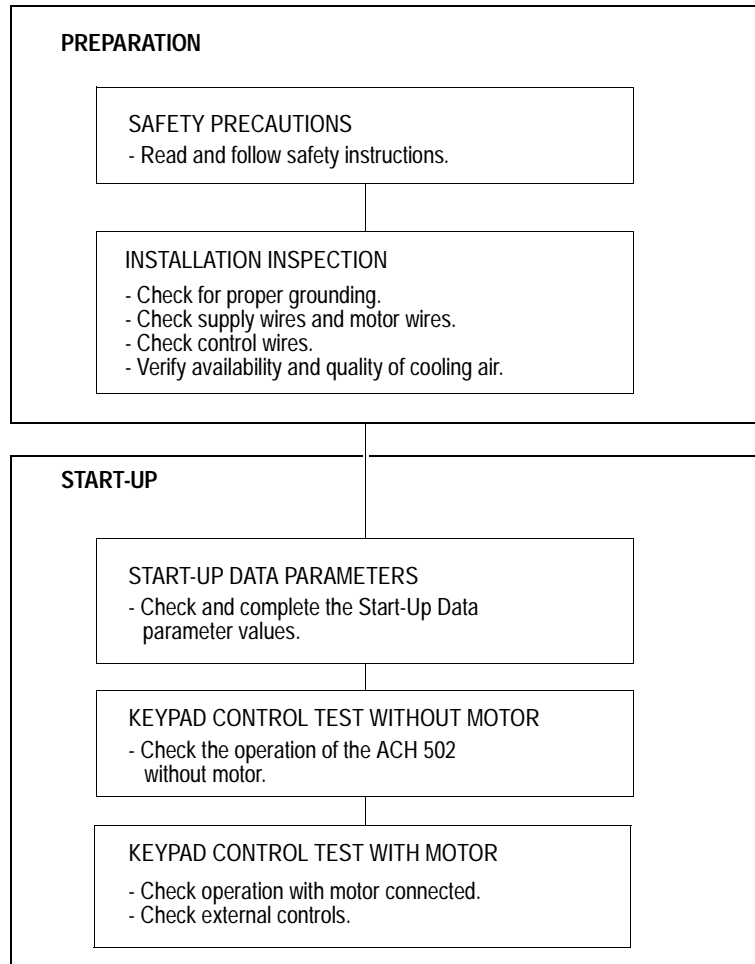 PREPARATION
SAFETY PRECAUTIONS
- Read and follow safety instructions.
INSTALLATION INSPECTION
- Check for proper grounding.
- Check supply wires and motor wires.
- Check control wires.
- Verify availability and quality of cooling air.
START-UP
START-UP DATA PARAMETERS
- Check and complete the Start-Up Data
parameter values.
KEYPAD CONTROL TEST WITHOUT MOTOR
- Check the operation of the ACH 502
without motor.
KEYPAD CONTROL TEST WITH MOTOR
- Check operation with motor connected.
- Check external controls.